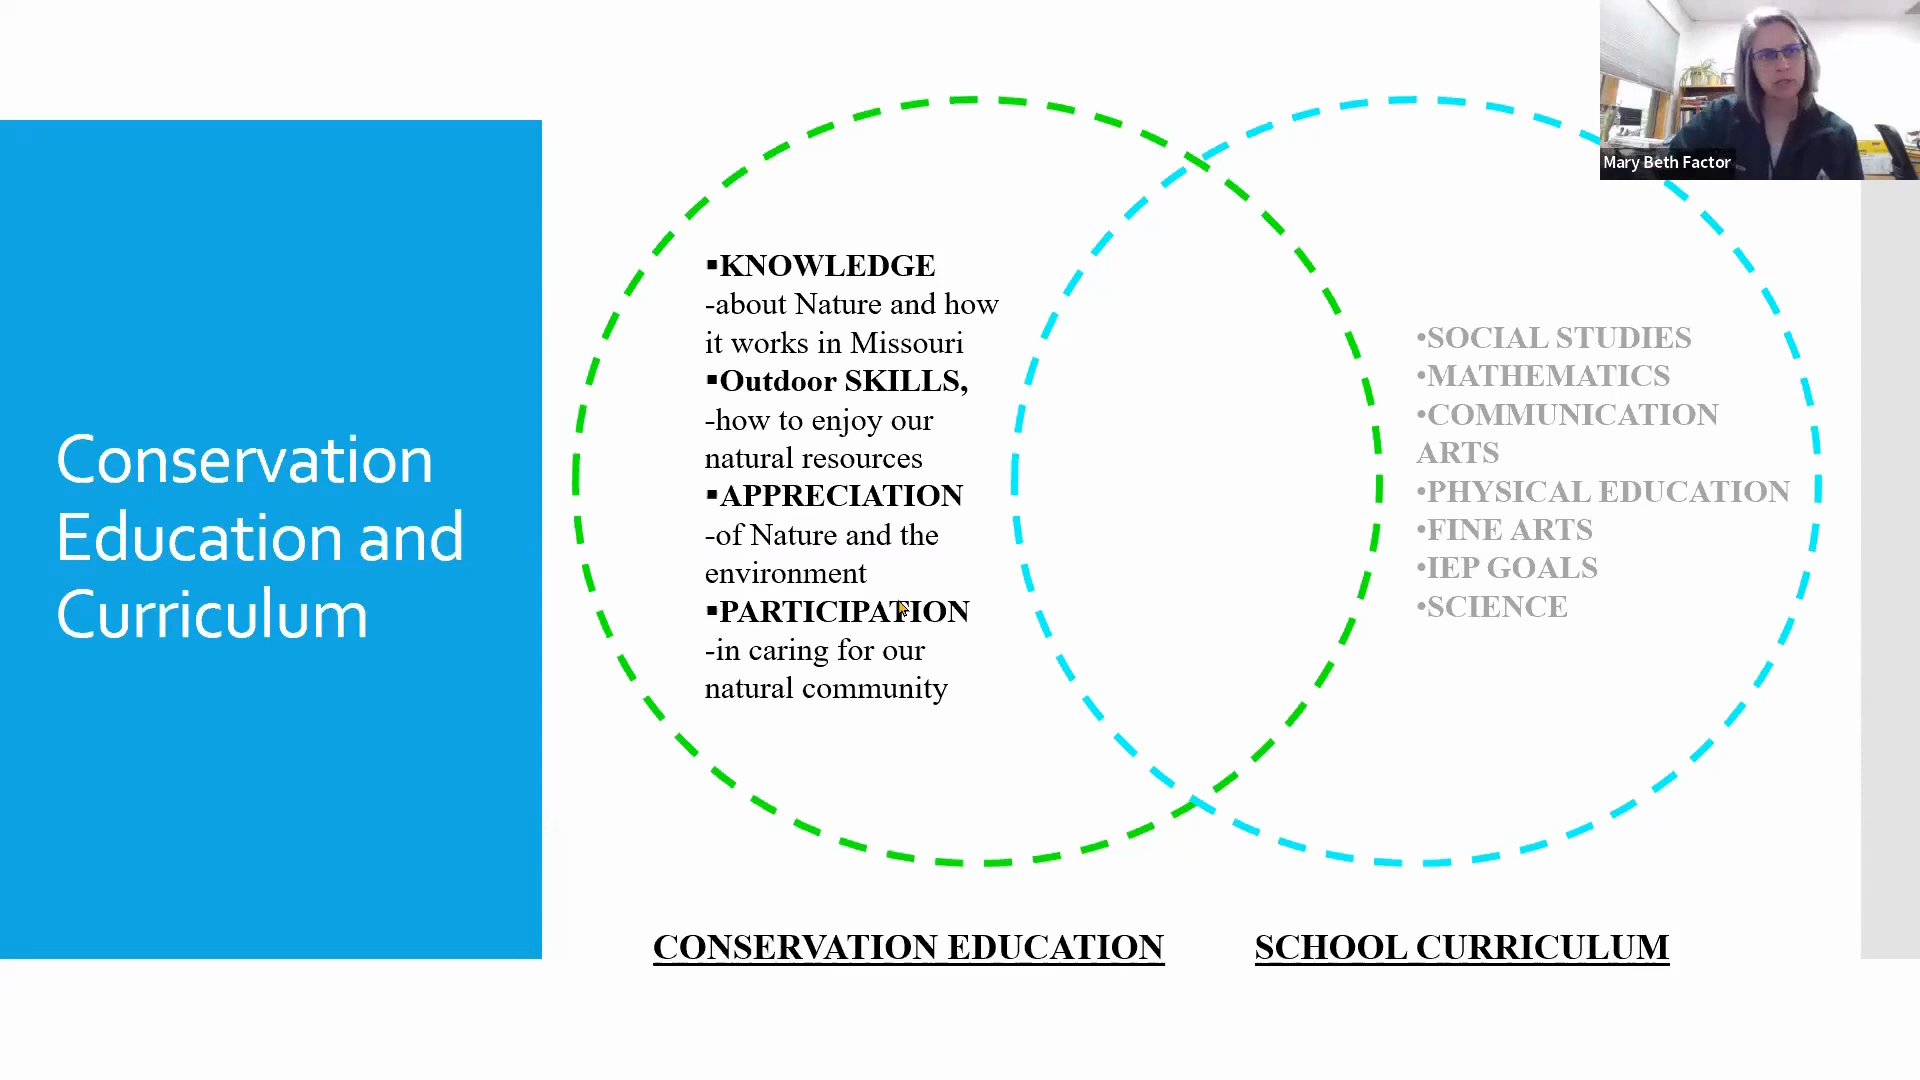 Mary Beth Factor
Conservation
Education and
Curriculum
▪KNOWLEDGE
-about Nature and how
it works in Missouri
▪Outdoor SKILLS,
-how to enjoy our
natural resources
▪APPRECIATION
-of Nature and the
environment
▪PARTICIPATION
-in caring for our
natural community
•SOCIAL STUDIES
•MATHEMATICS
•COMMUNICATION
ARTS
•PHYSICAL EDUCATION
•FINE ARTS
•IEP GOALS
•SCIENCE
CONSERVATION EDUCATION
SCHOOL CURRICULUM